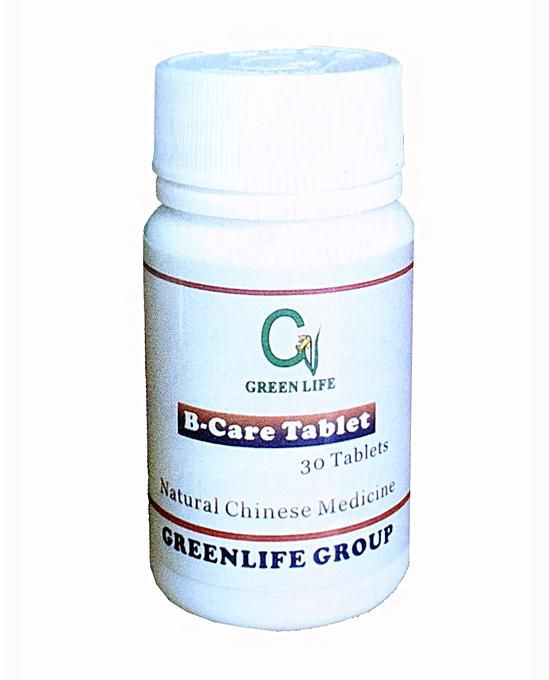 GREEN LIFE
B-Care Tablet
30 Tablets
Natural Chinese Medicine
GREENLIFE GROUP